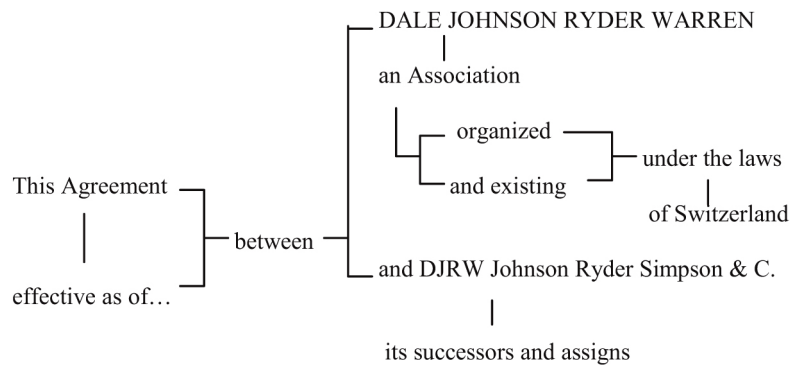 DALE JOHNSON RYDER WARREN
an Association
organized
and existing
under the laws
of Switzerland
This Agreement
effective as of…
between
and DJRW Johnson Ryder Simpson & C.
its successors and assigns